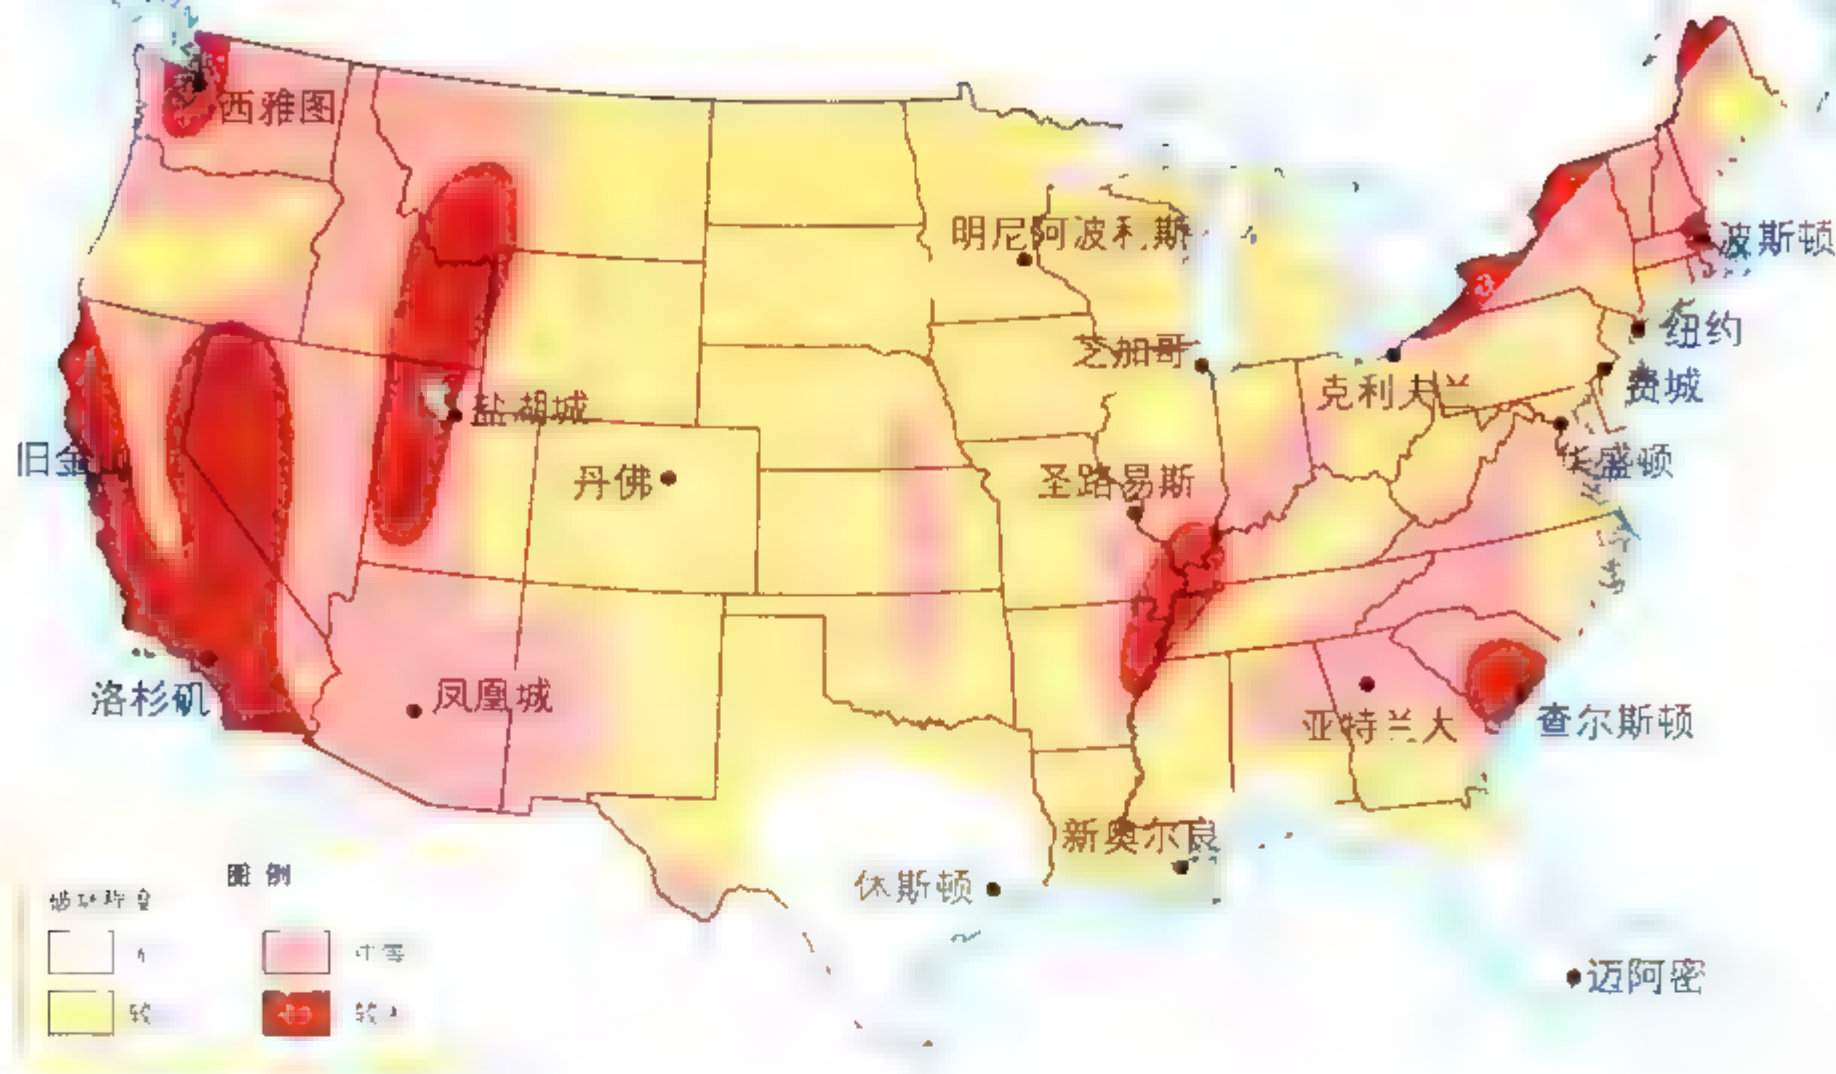 西雅图
明尼阿波利斯
波斯顿
纽约
芝加哥
克利夫兰
费城
盐湖城
旧金山
华盛顿
丹佛
圣路易斯
洛杉矶
凤凰城
亚特兰大
查尔斯顿
新奥尔良
休斯顿
迈阿密
图例
中等